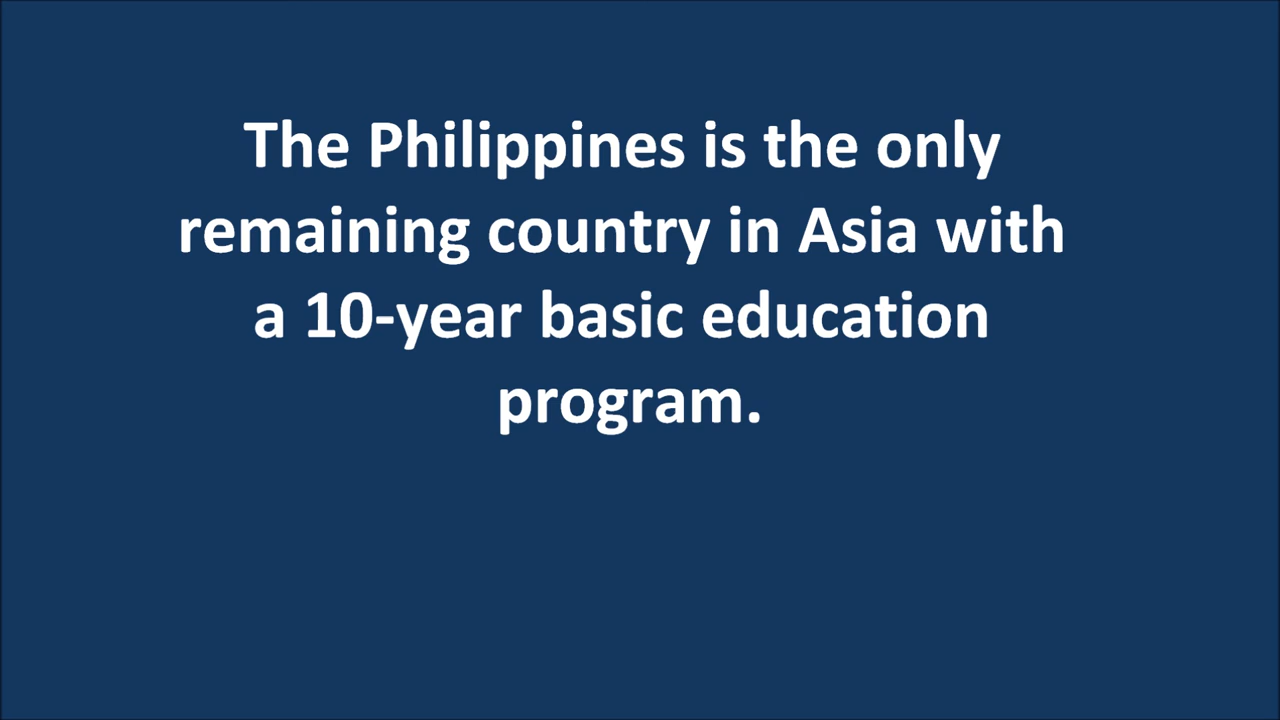 The Philippines is the only
remaining country in Asia with
a 10-year basic education
program.